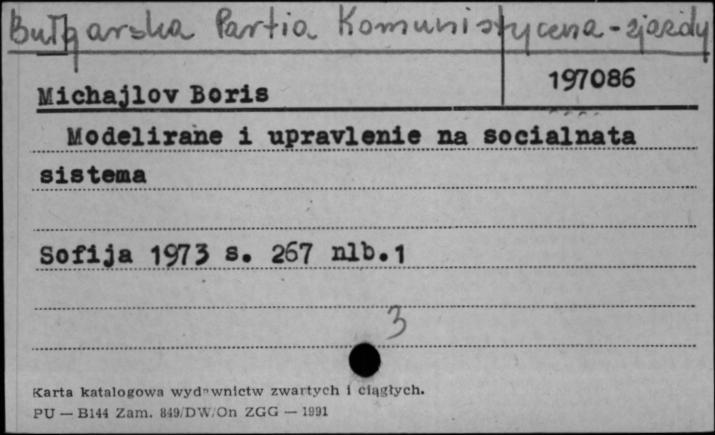 Bułgarska Partia Komunistyczna - zjazdy
197086
Michajlov Boris
Modelirane i upravlenie na socialnata
sistema
Sofija 1973 s. 267 nlb.1
3
Karta katalogowa wydawnictw zwartych i ciągłych.
PU — B144 Zam. 849/DW/On ZGG — 1991